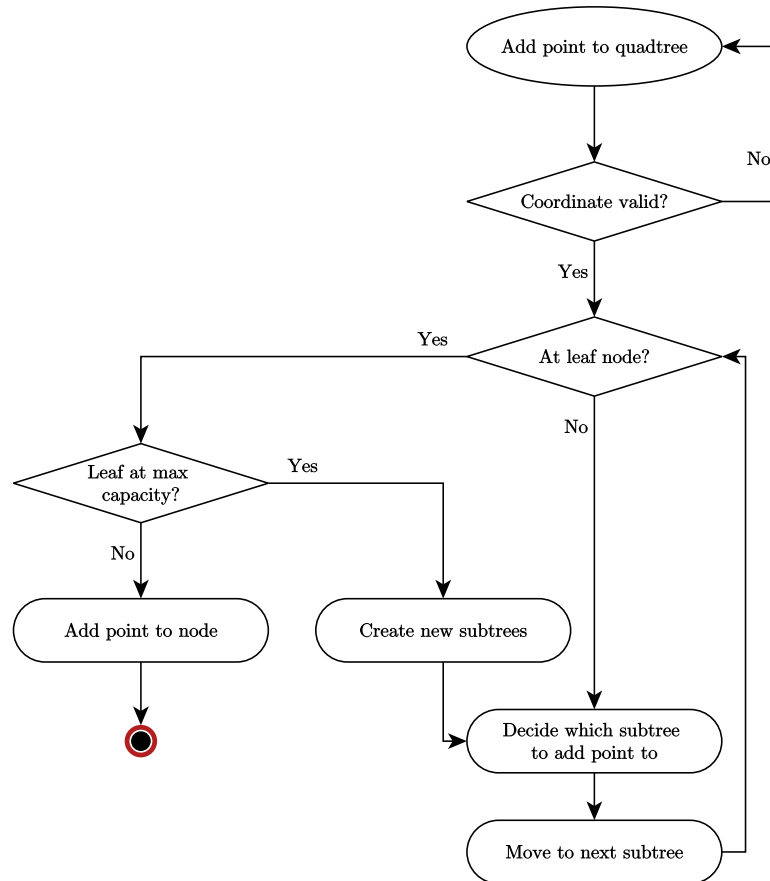 Add point to quadtree
No
Coordinate valid?
Yes
Yes
At leaf node?
No
Leaf at max
capacity?
Yes
No
Add point to node
Create new subtrees
Decide which subtree
to add point to
Move to next subtree